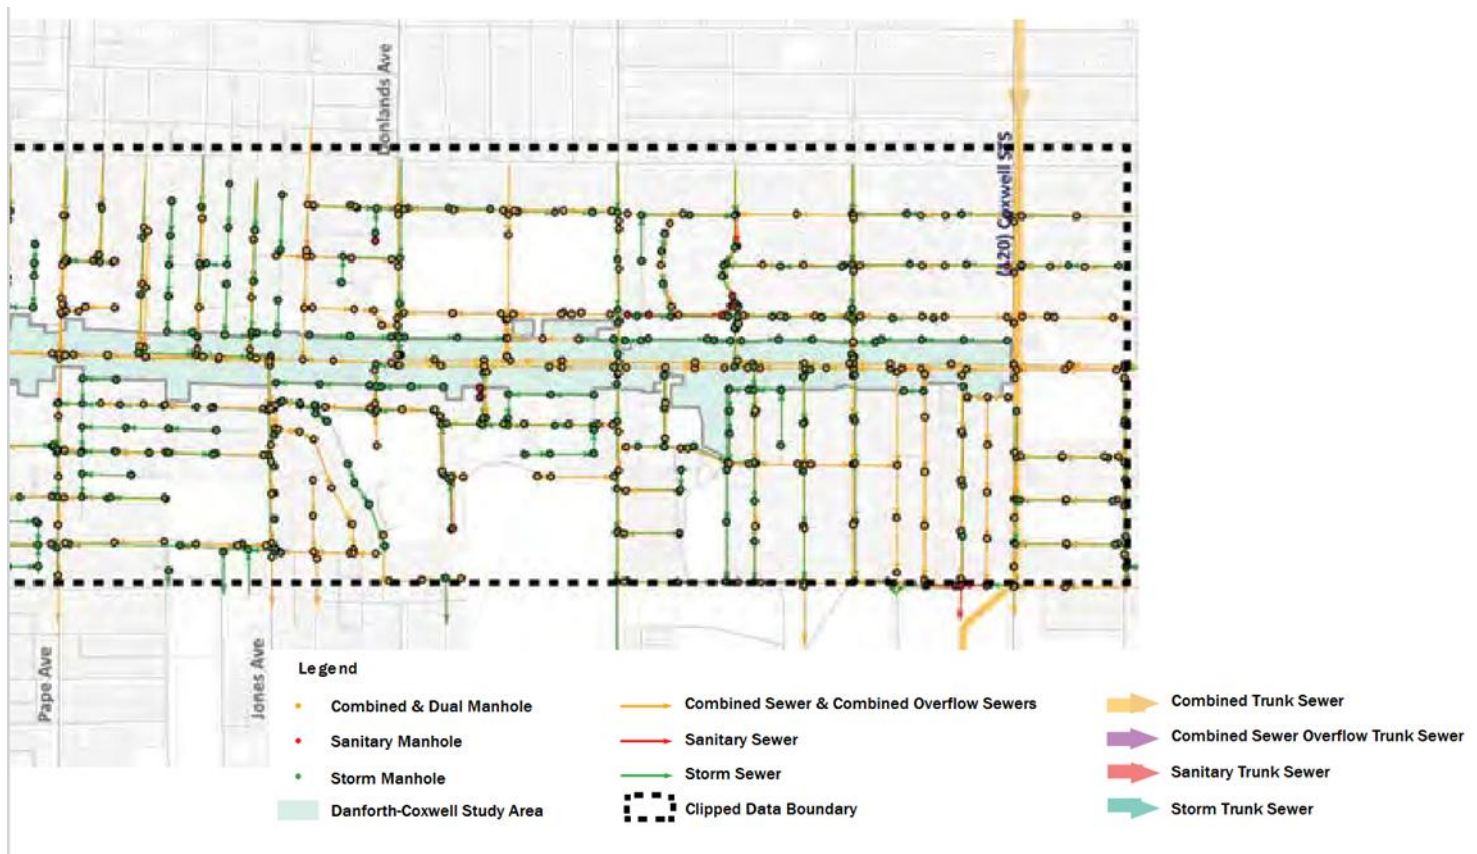 Donlands Ave
(120) Coxwell STS
Pape Ave
Jones Ave
Legend
Combined & Dual Manhole
Sanitary Manhole
Storm Manhole
Danforth-Coxwell Study Area
Combined Sewer & Combined Overflow Sewers
Sanitary Sewer
Storm Sewer
Clipped Data Boundary
Combined Trunk Sewer
Combined Sewer Overflow Trunk Sewer
Sanitary Trunk Sewer
Storm Trunk Sewer